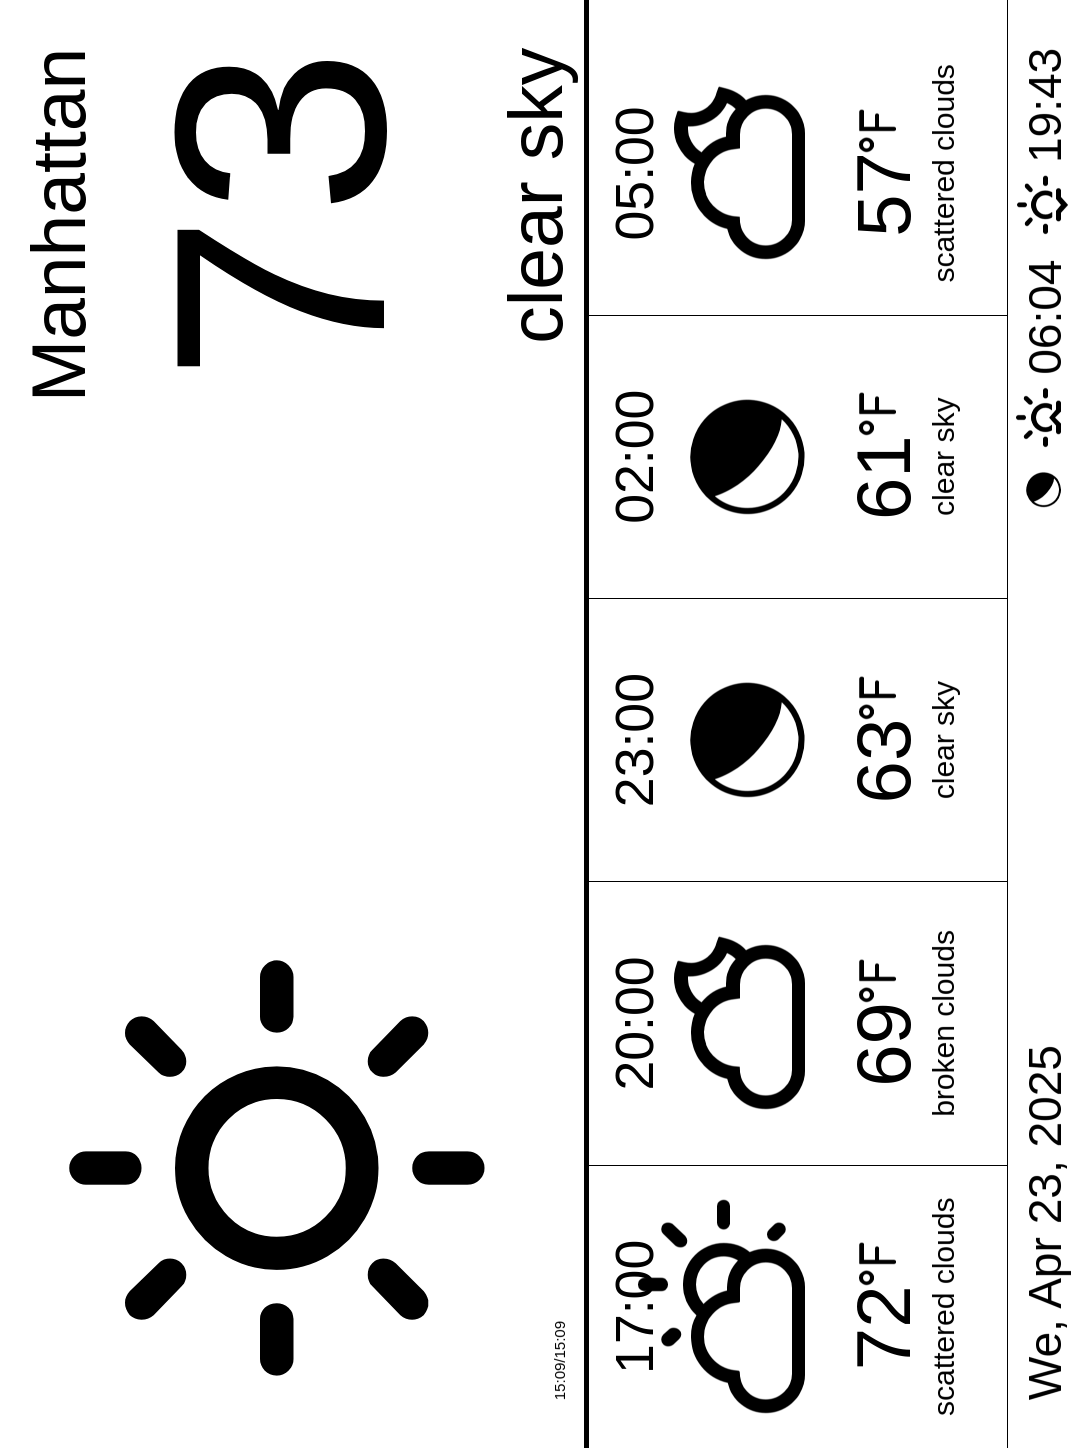 Manhattan
73
clear sky
15:09/15:09
17:00
72°F
scattered clouds
20:00
69°F
broken clouds
23:00
63°F
clear sky
02:00
61°F
clear sky
05:00
57°F
scattered clouds
We, Apr 23, 2025
06:04 19:43